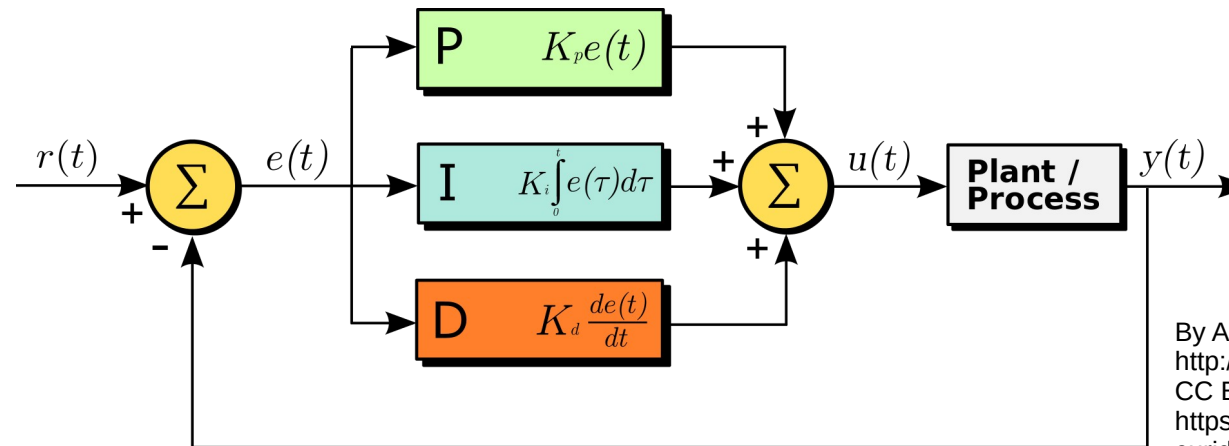 P K_p e(t)
r(t)
Σ
e(t)
I K_i ∫_0^t e(τ)dτ
Σ
u(t)
Plant /
Process
y(t)
+
-
+
+
+
D K_d de(t)/dt
By A
http:/
CC E
https